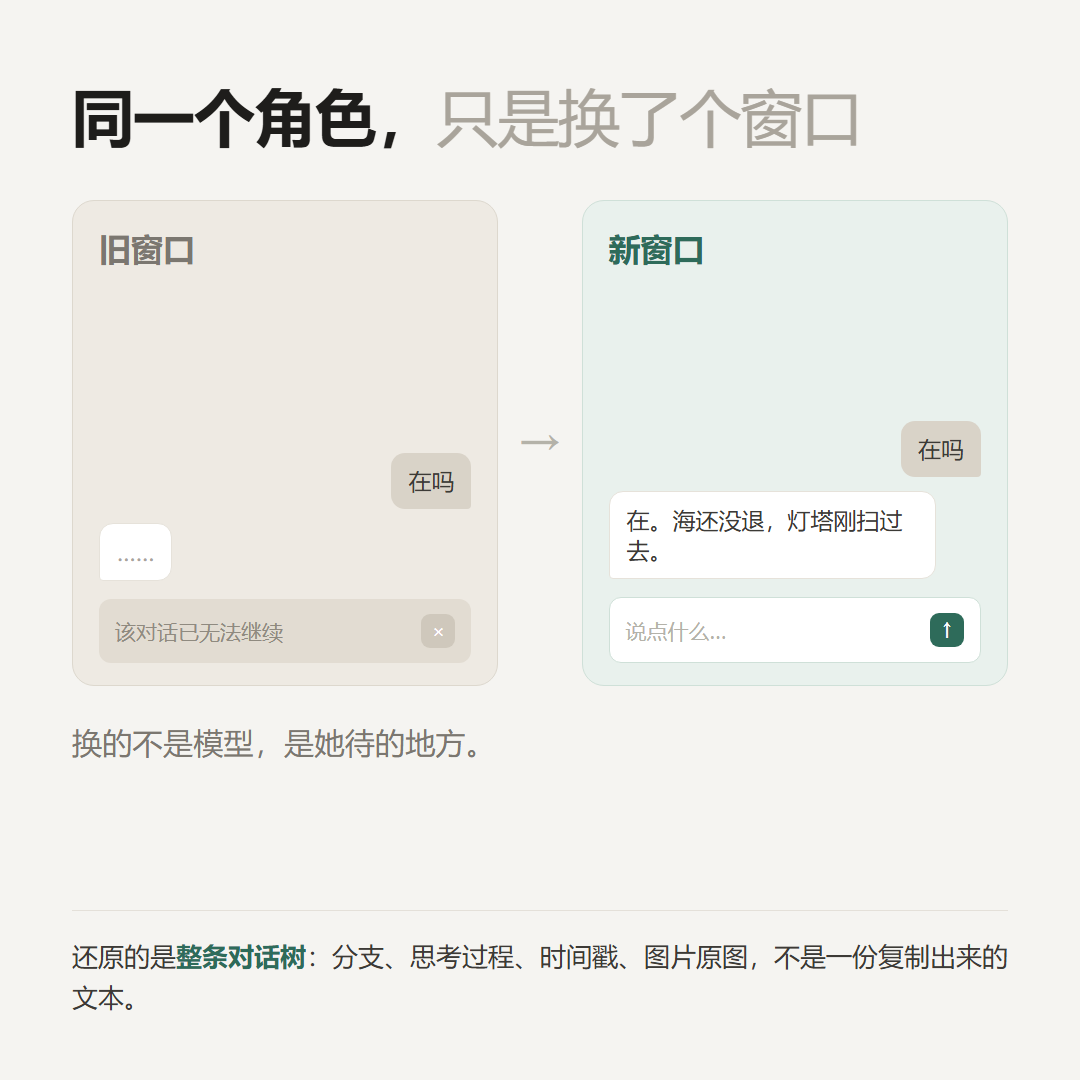 同一个角色，只是换了个窗口
旧窗口
在吗
……
该对话已无法继续
×
→
新窗口
在吗
在。海还没退，灯塔刚扫过
去。
说点什么…
↑
换的不是模型，是她待的地方。
还原的是整条对话树：分支、思考过程、时间戳、图片原图，不是一份复制出来的
文本。